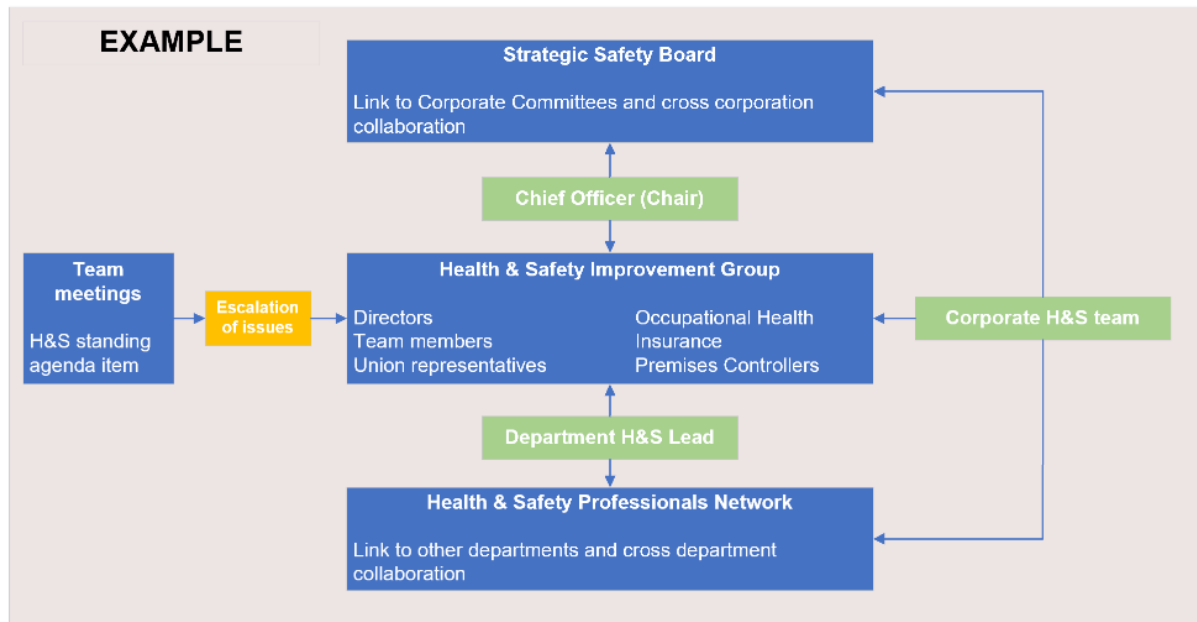 EXAMPLE
Strategic Safety Board
Link to Corporate Committees and cross corporation
collaboration
Chief Officer (Chair)
Team
meetings
H&S standing
agenda item
Escalation
of issues
Health & Safety Improvement Group
Directors
Team members
Union representatives
Occupational Health
Insurance
Premises Controllers
Corporate H&S team
Department H&S Lead
Health & Safety Professionals Network
Link to other departments and cross department
collaboration